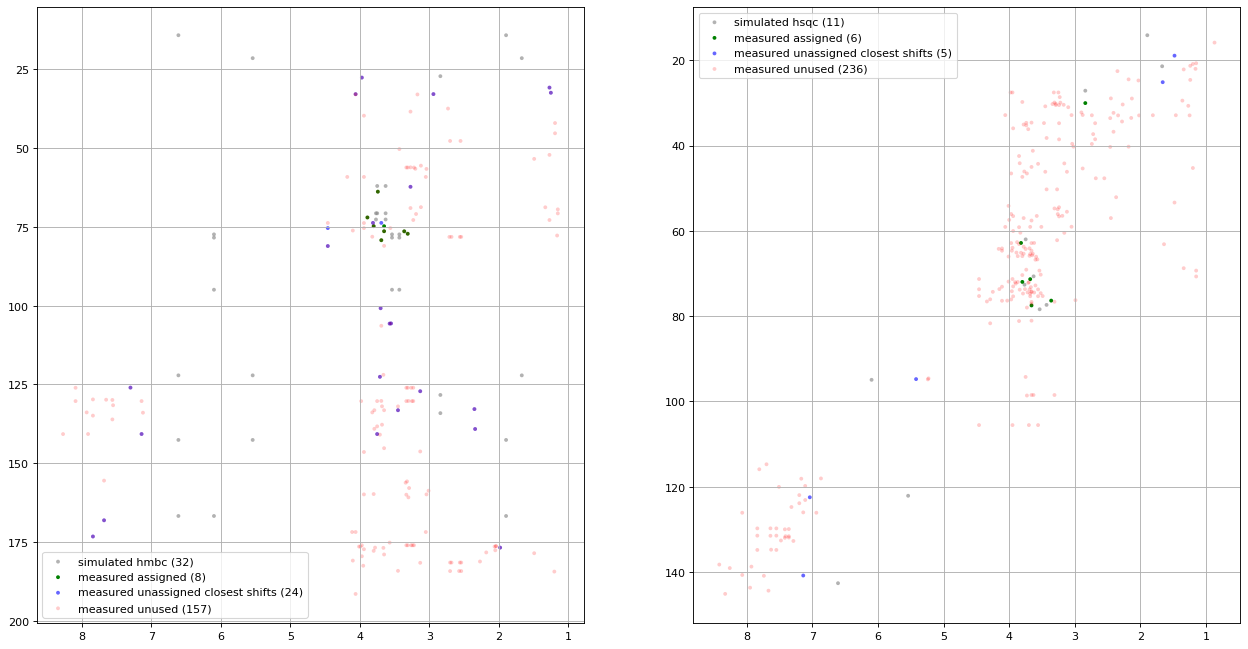 25
50
75
100
125
150
175
200
8 7 6 5 4 3 2 1
simulated hmbc (32)
measured assigned (8)
measured unassigned closest shifts (24)
measured unused (157)
simulated hsqc (11)
measured assigned (6)
measured unassigned closest shifts (5)
measured unused (236)
20
40
60
80
100
120
140
8 7 6 5 4 3 2 1